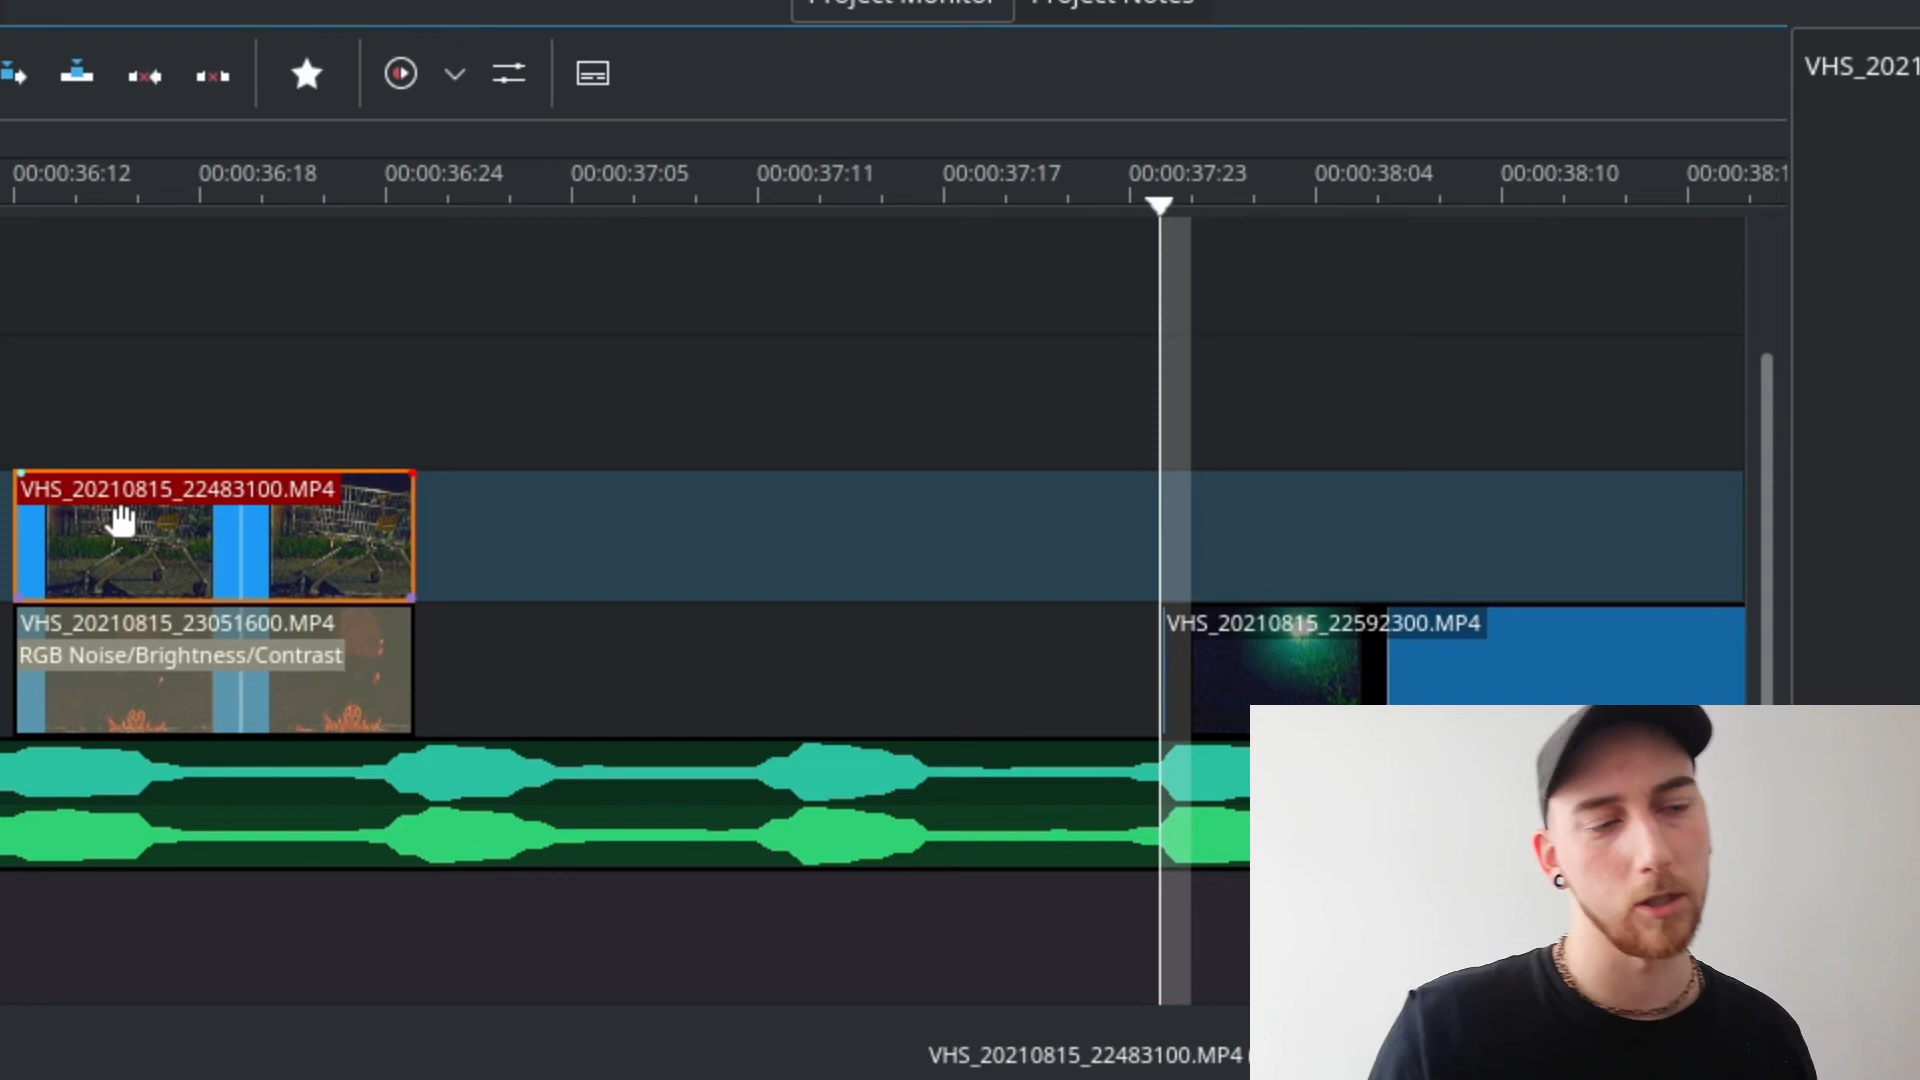 Project Monitor Project Notes
VHS_2021
00:00:36:12 00:00:36:18 00:00:36:24 00:00:37:05 00:00:37:11 00:00:37:17 00:00:37:23 00:00:38:04 00:00:38:10 00:00:38:1
VHS_20210815_22483100.MP4
VHS_20210815_23051600.MP4 VHS_20210815_22592300.MP4
RGB Noise/Brightness/Contrast
VHS_20210815_22483100.MP4 (